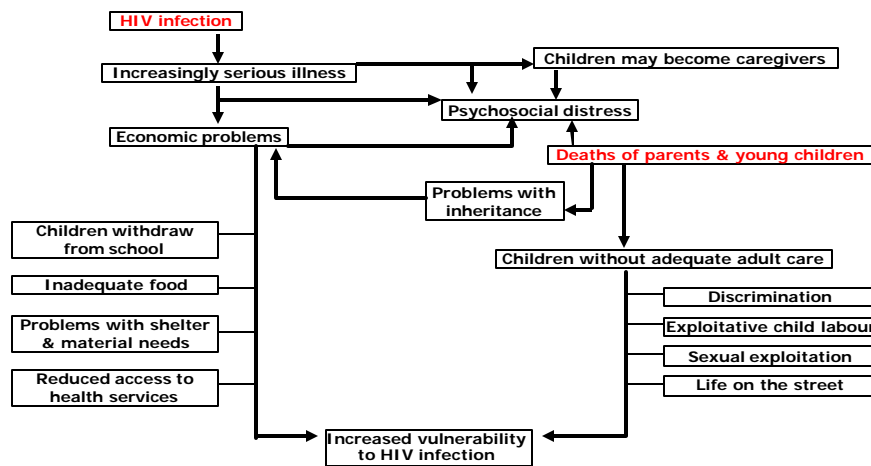 HIV infection
Increasingly serious illness
Children may become caregivers
Psychosocial distress
Economic problems
Deaths of parents & young children
Problems with
inheritance
Children withdraw
from school
Children without adequate adult care
Inadequate food
Discrimination
Problems with shelter
& material needs
Exploitative child labour
Sexual exploitation
Reduced access to
health services
Life on the street
Increased vulnerability
to HIV infection